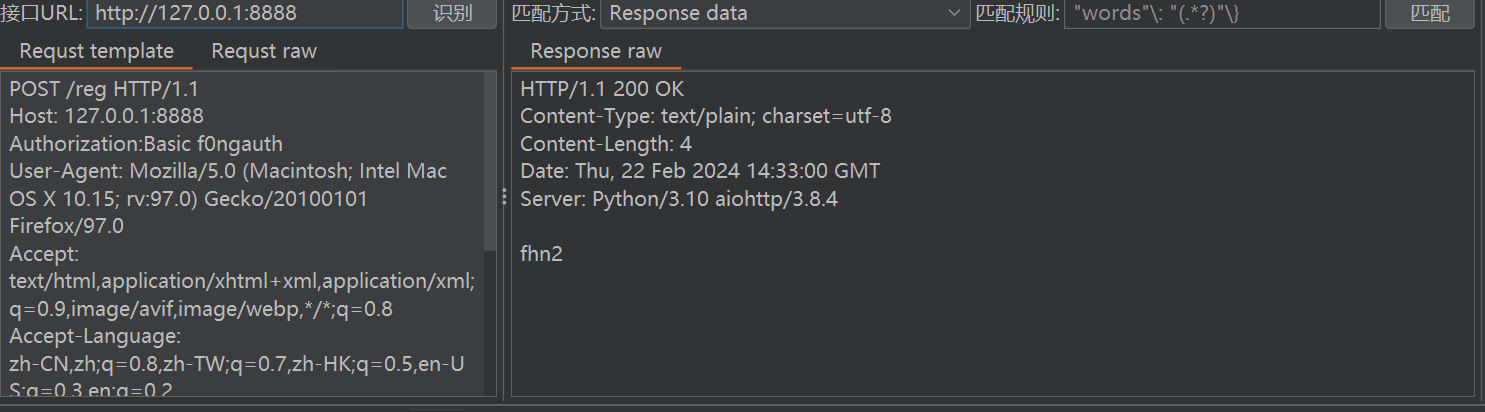 接口URL: http://127.0.0.1:8888 识别 匹配方式: Response data 匹配规则: "words"\: "(.*?)"\} 匹配
Requst template Requst raw
Response raw
POST /reg HTTP/1.1
Host: 127.0.0.1:8888
Authorization:Basic f0ngauth
User-Agent: Mozilla/5.0 (Macintosh; Intel Mac
OS X 10.15; rv:97.0) Gecko/20100101
Firefox/97.0
Accept:
text/html,application/xhtml+xml,application/xml;
q=0.9,image/avif,image/webp,*/*;q=0.8
Accept-Language:
zh-CN,zh;q=0.8,zh-TW;q=0.7,zh-HK;q=0.5,en-U
S;q=0.3,en;q=0.2
HTTP/1.1 200 OK
Content-Type: text/plain; charset=utf-8
Content-Length: 4
Date: Thu, 22 Feb 2024 14:33:00 GMT
Server: Python/3.10 aiohttp/3.8.4
fhn2